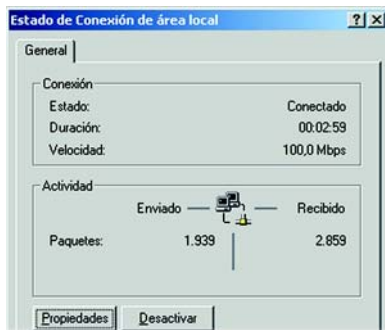 Estado de Conexión de área local
General
Conexión
Estado: Conectado
Duración: 00:02:59
Velocidad: 100,0 Mbps
Actividad
Enviado Recibido
Paquetes: 1.939 2.859
Propiedades Desactivar